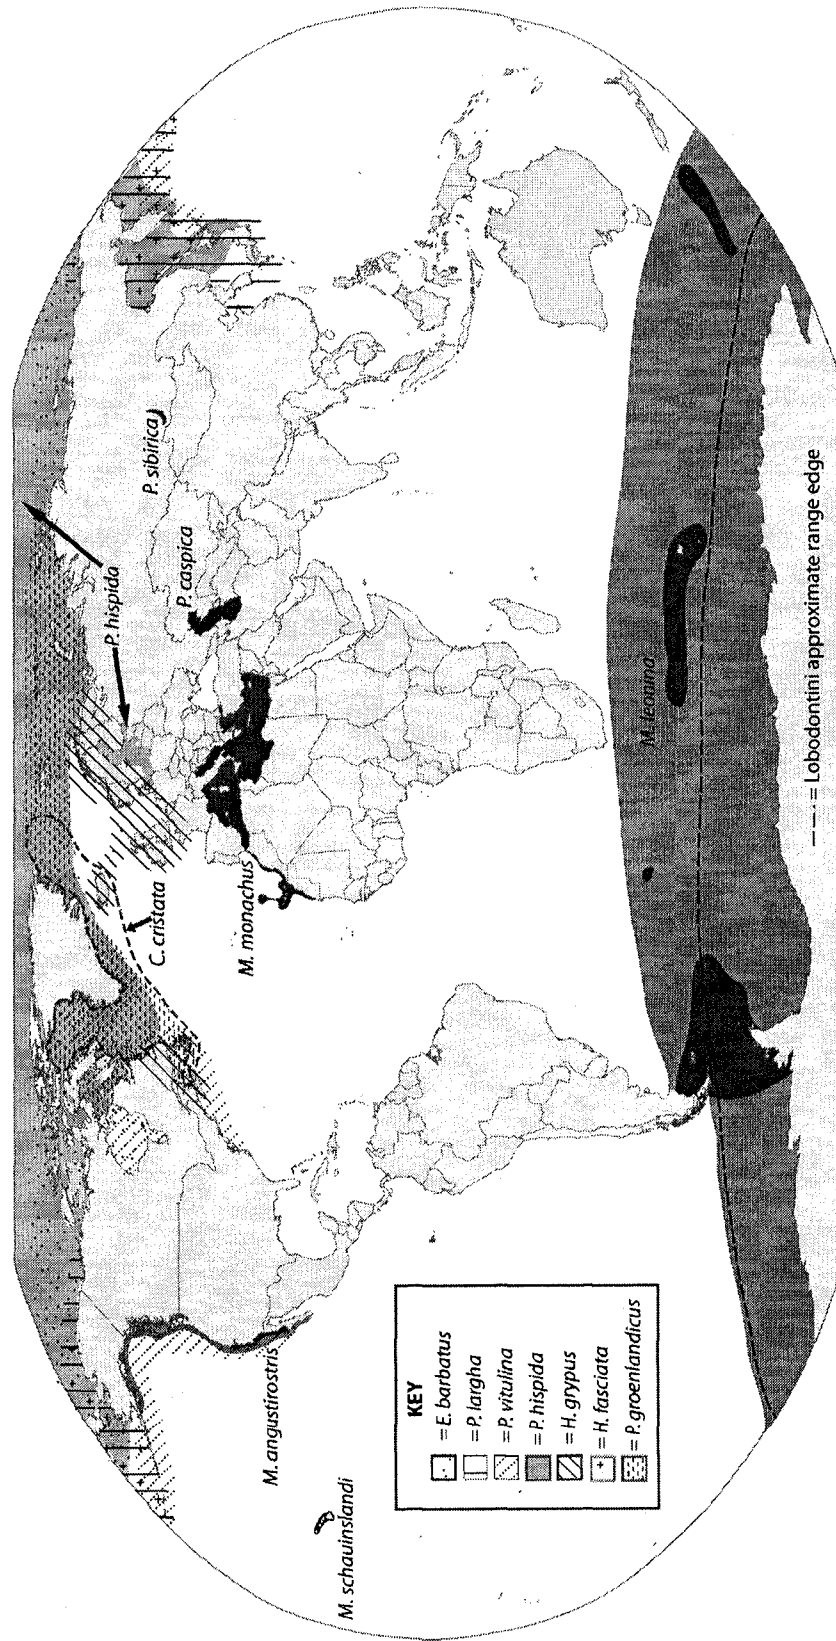 P. sibirica
P. caspica
P. hispida
C. cristata
M. monachus
M. angustirostris
M. schauinslandi
M. leonina
KEY
= E. barbatus
= P. largha
= P. vitulina
= P. hispida
= H. grypus
= H. fasciata
= P. groenlandicus
= Lobodontini approximate range edge